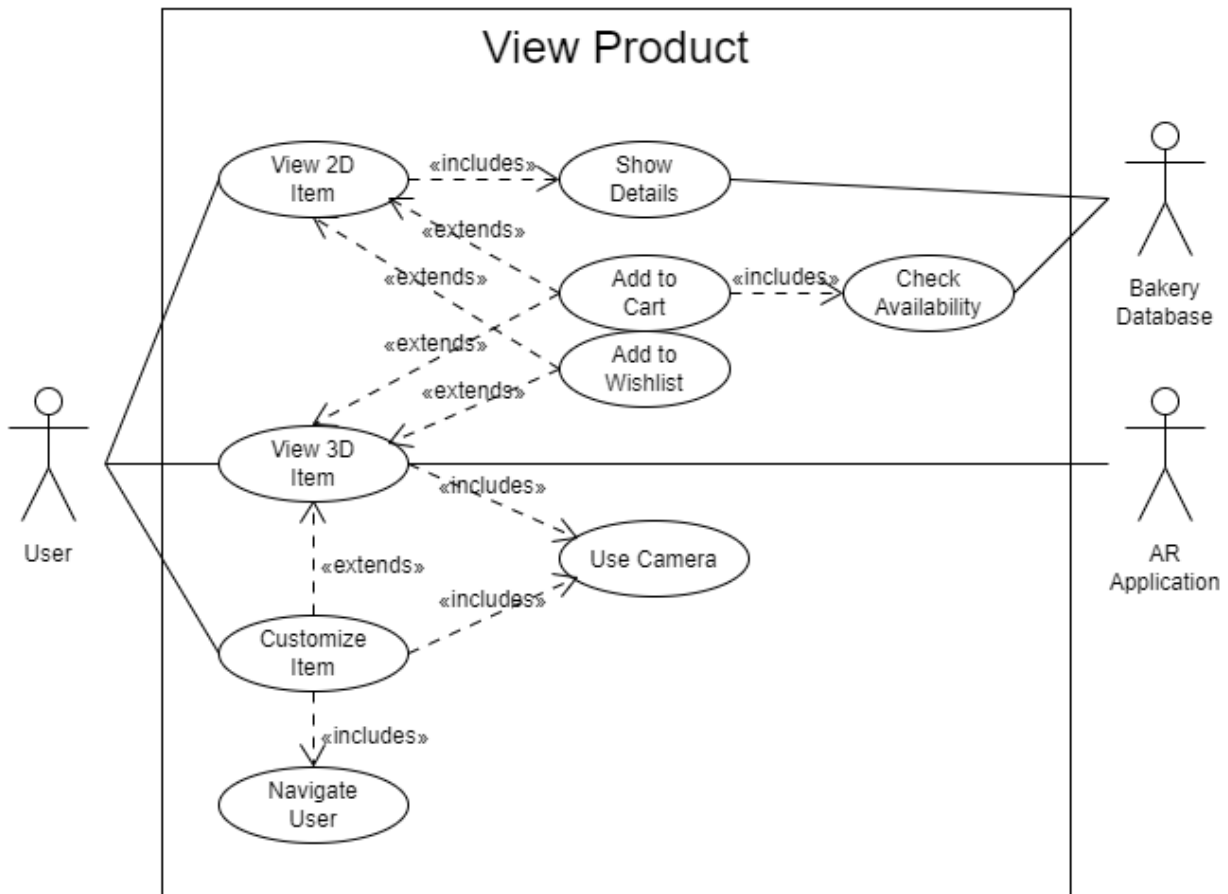 View Product
View 2D
Item
«includes»
Show
Details
«extends»
«extends»
Add to
Cart
«includes»
Check
Availability
Bakery
Database
«extends»
Add to
Wishlist
«extends»
View 3D
Item
«includes»
User
Use Camera
AR
Application
«extends»
«includes»
Customize
Item
«includes»
Navigate
User